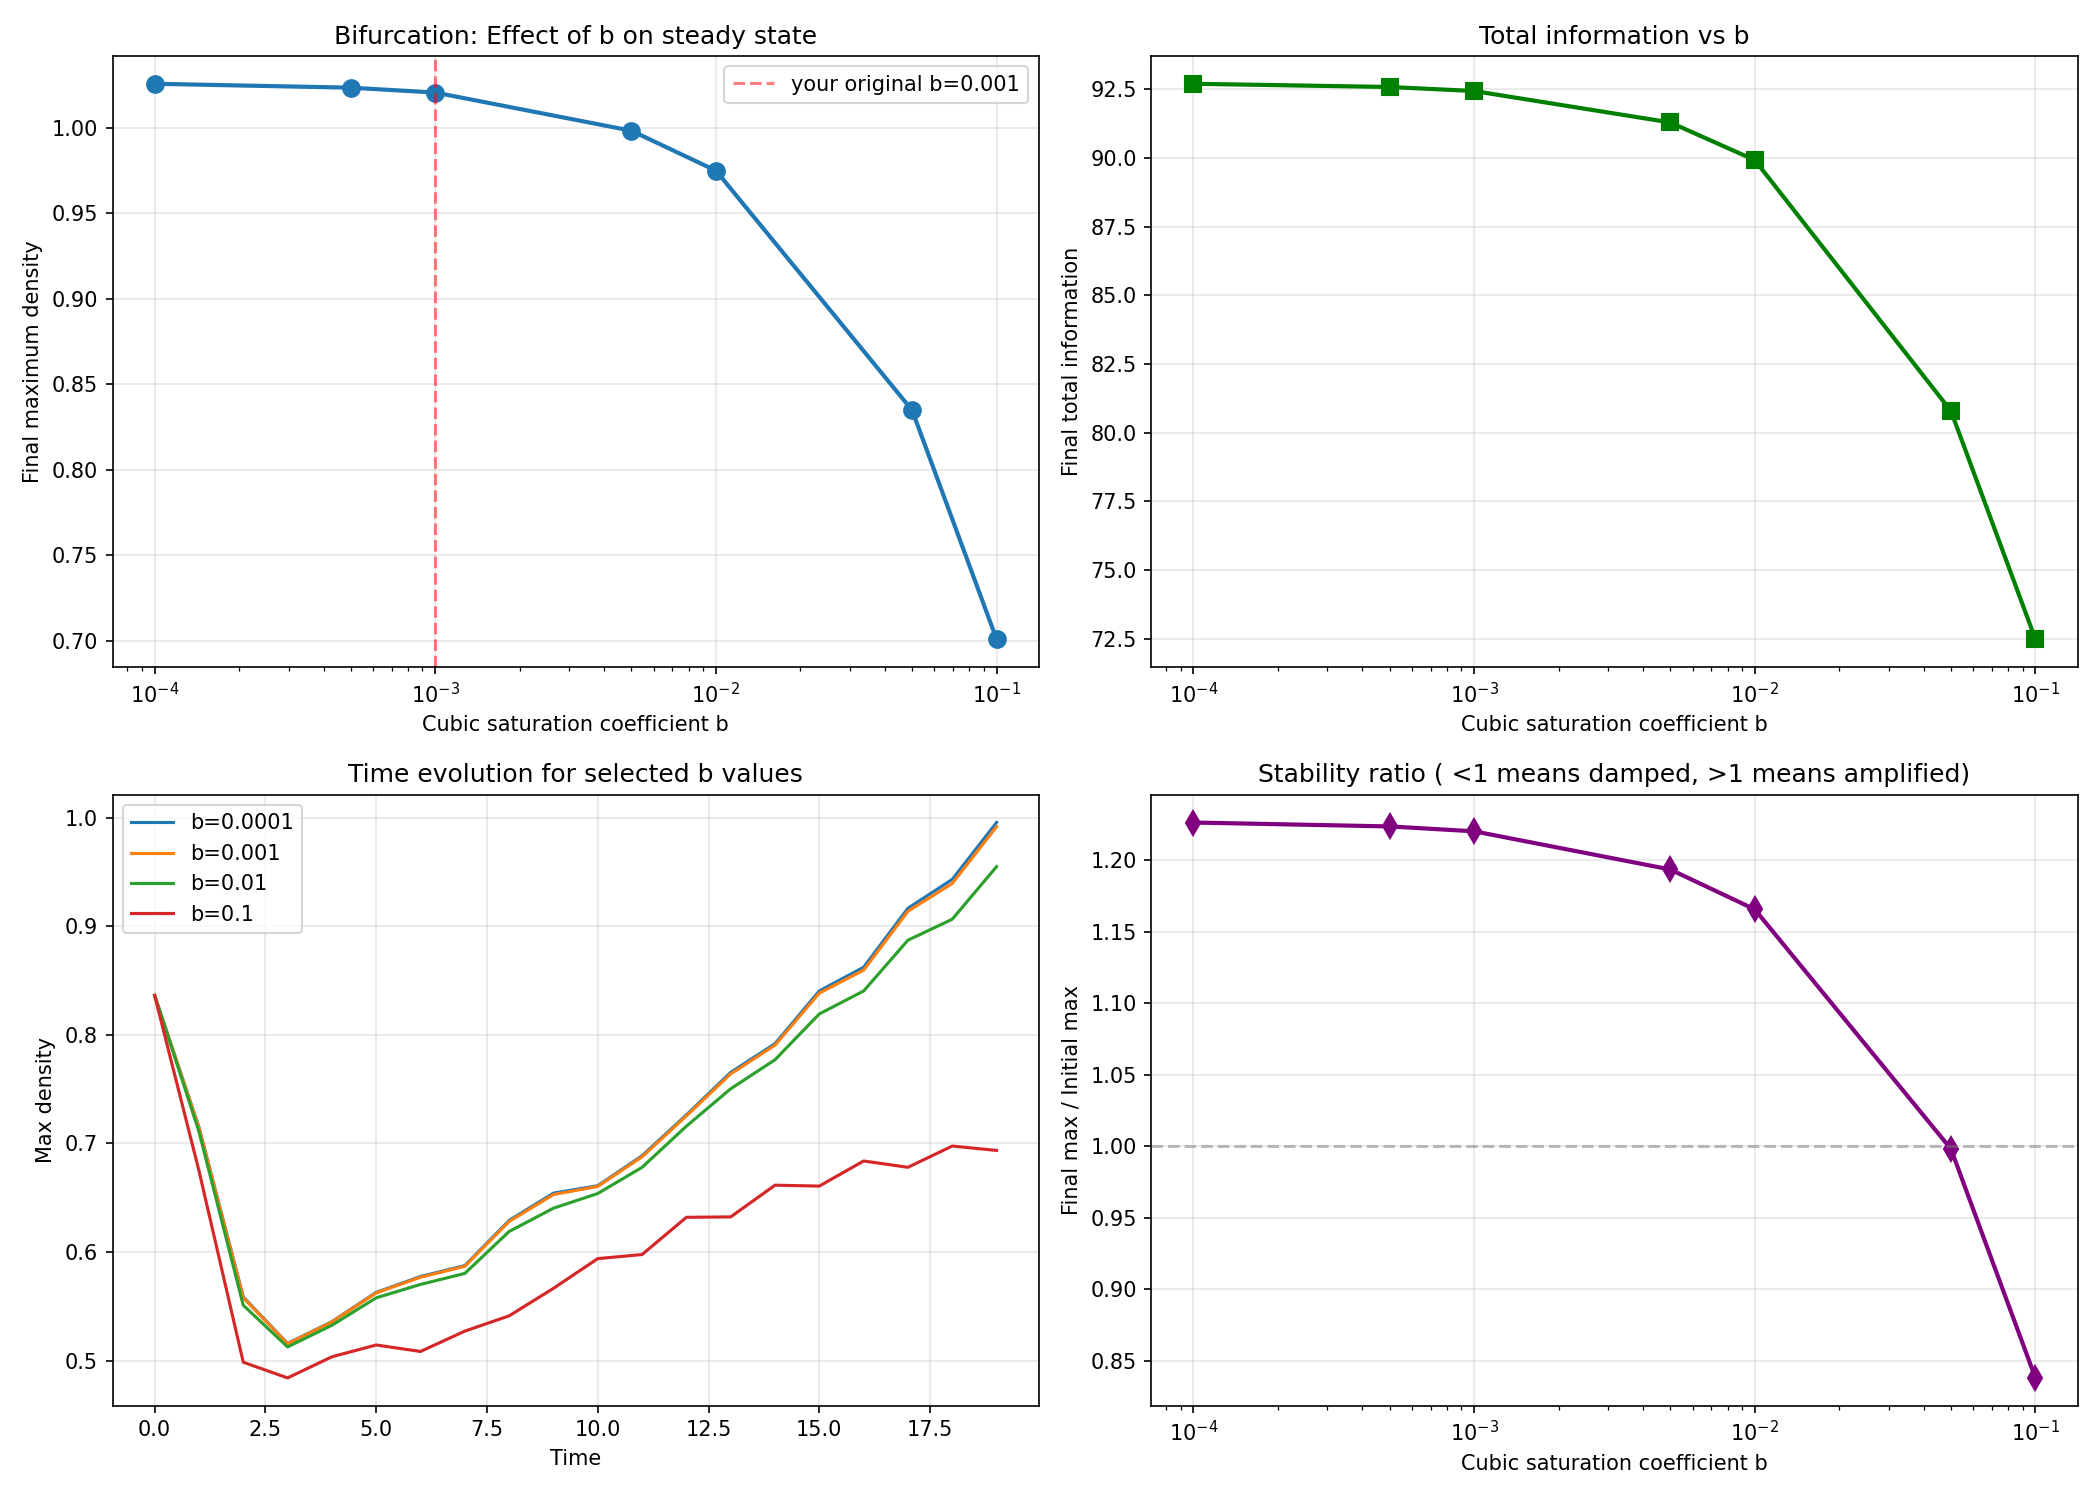 Bifurcation: Effect of b on steady state
your original b=0.001
Final maximum density
1.00
0.95
0.90
0.85
0.80
0.75
0.70
10⁻⁴
10⁻³
10⁻²
10⁻¹
Cubic saturation coefficient b
Total information vs b
Final total information
92.5
90.0
87.5
85.0
82.5
80.0
77.5
75.0
72.5
10⁻⁴
10⁻³
10⁻²
10⁻¹
Cubic saturation coefficient b
Time evolution for selected b values
b=0.0001
b=0.001
b=0.01
b=0.1
Max density
1.0
0.9
0.8
0.7
0.6
0.5
0.0
2.5
5.0
7.5
10.0
12.5
15.0
17.5
Time
Stability ratio ( <1 means damped, >1 means amplified)
Final max / Initial max
1.20
1.15
1.10
1.05
1.00
0.95
0.90
0.85
10⁻⁴
10⁻³
10⁻²
10⁻¹
Cubic saturation coefficient b